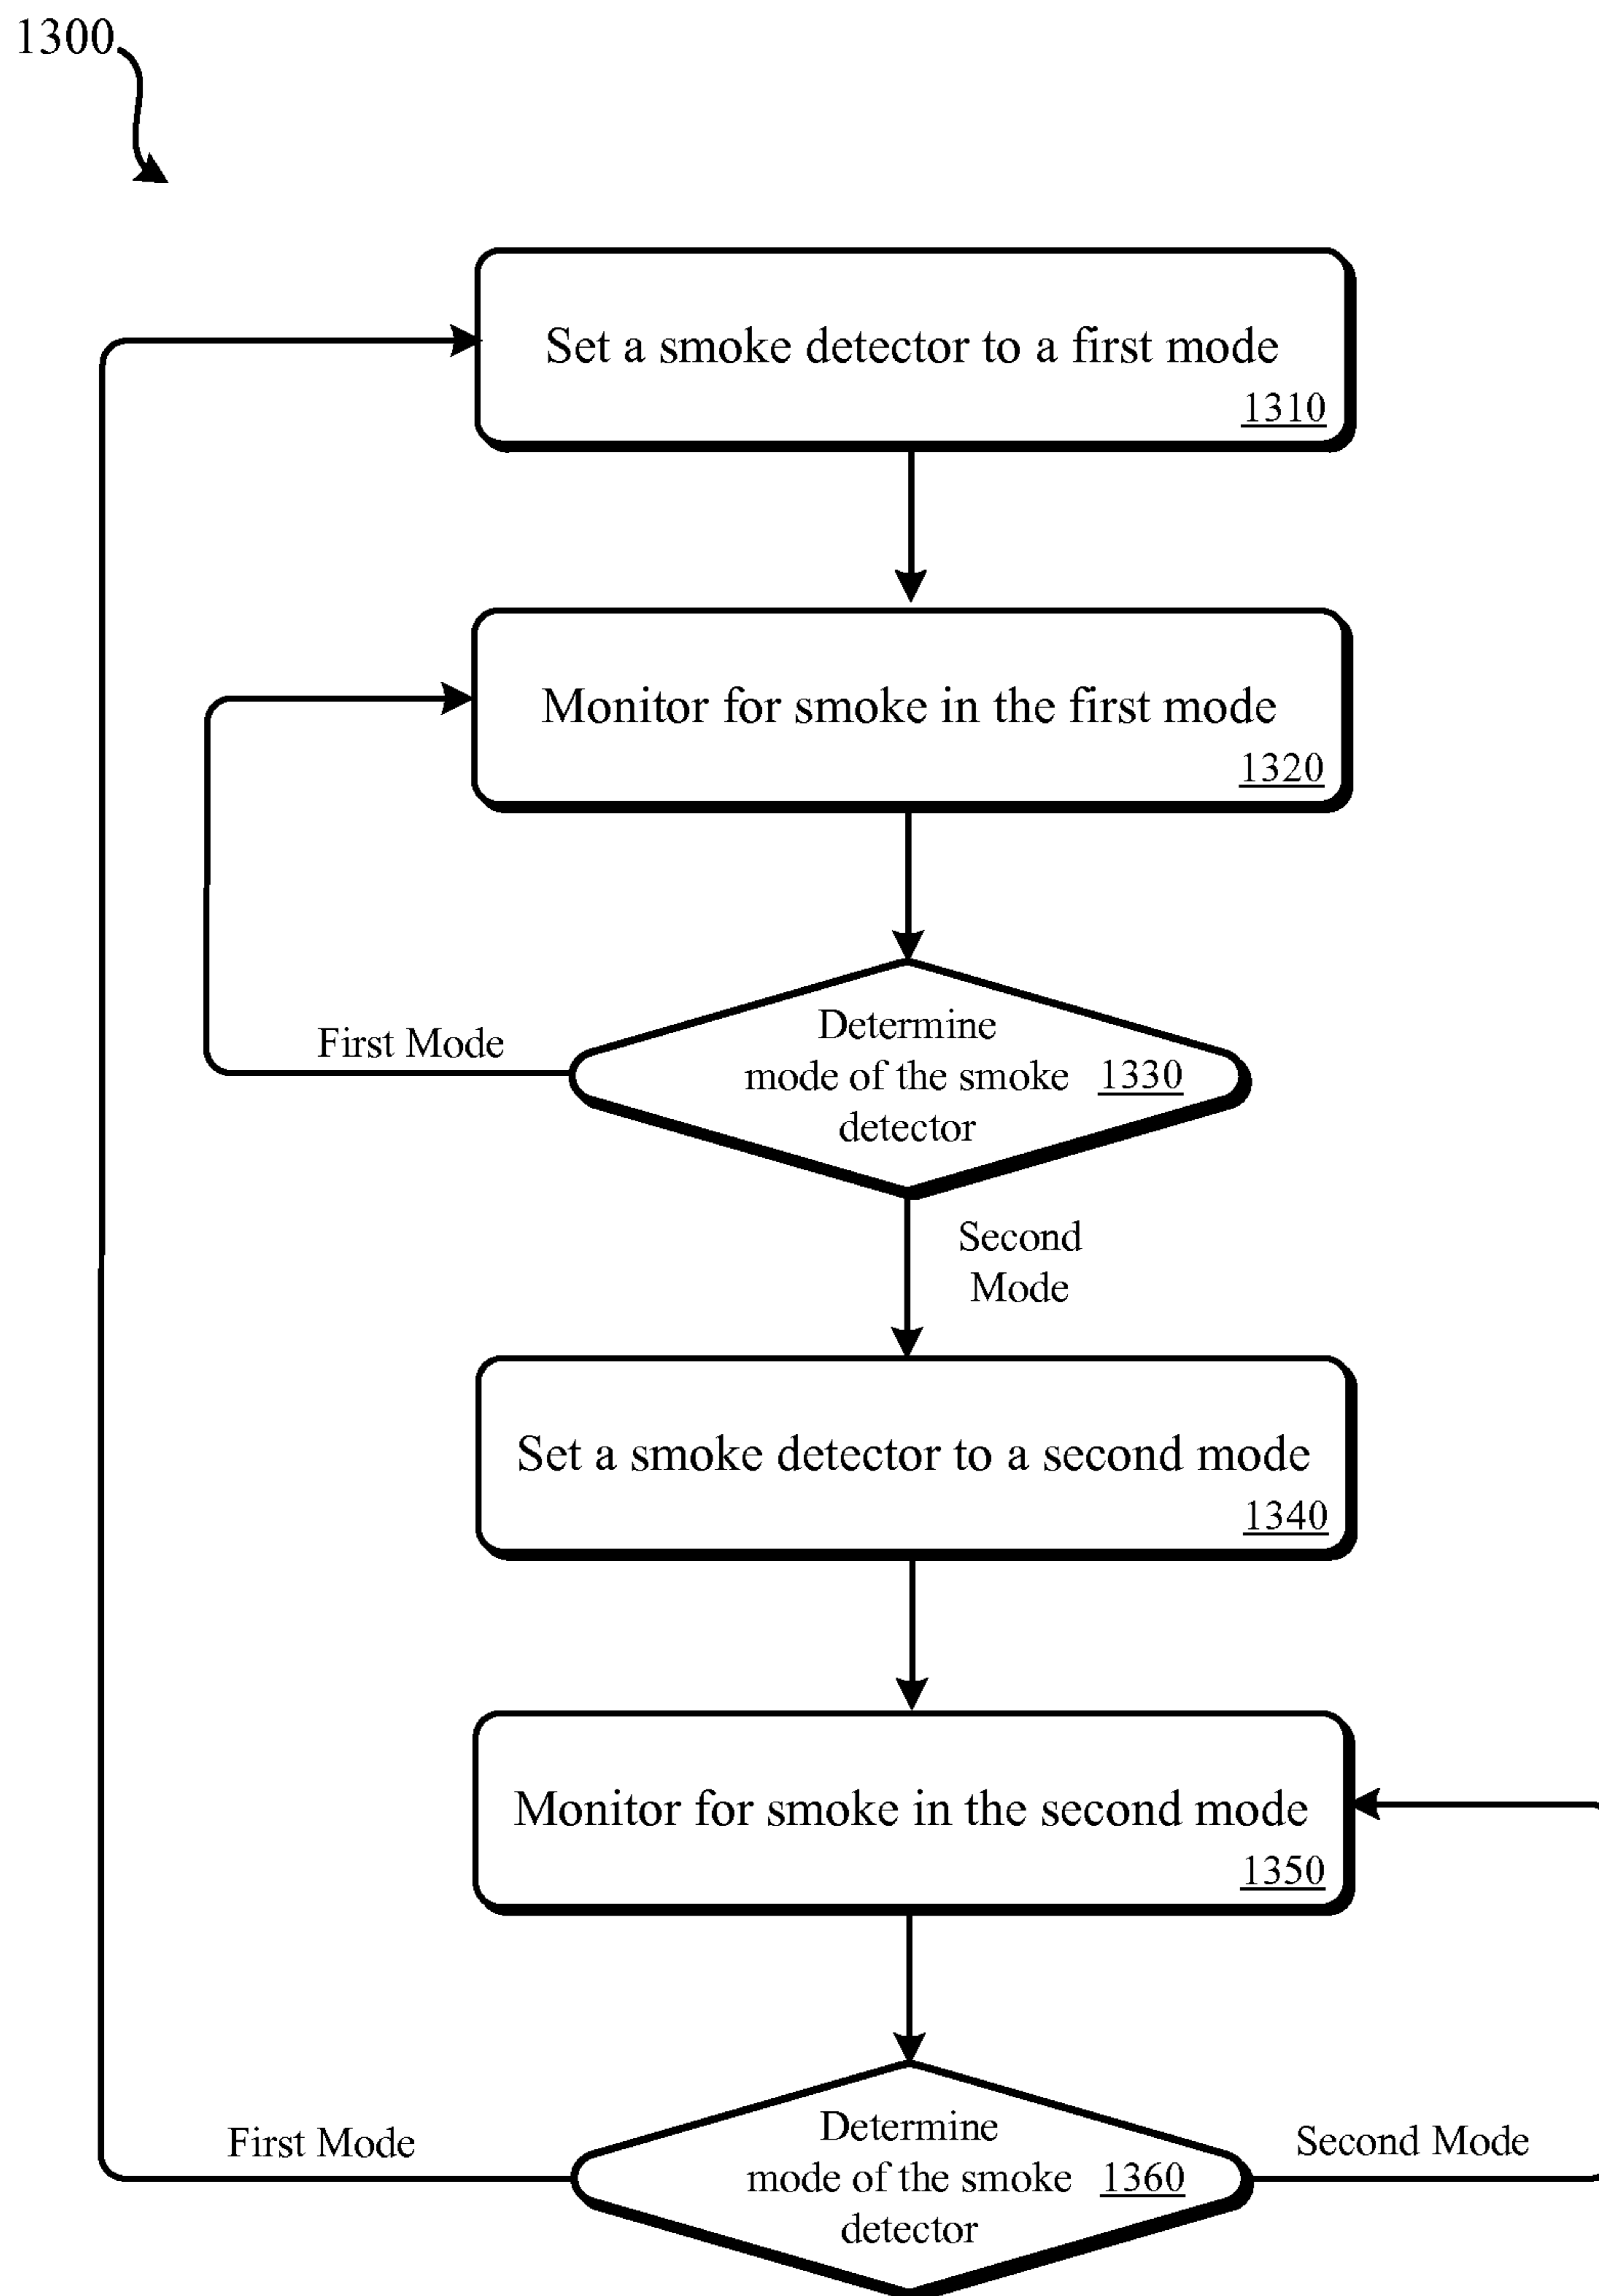 1300
Set a smoke detector to a first mode
1310
Monitor for smoke in the first mode
1320
Determine
mode of the smoke 1330
detector
First Mode
Second
Mode
Set a smoke detector to a second mode
1340
Monitor for smoke in the second mode
1350
Determine
mode of the smoke 1360
detector
First Mode
Second Mode